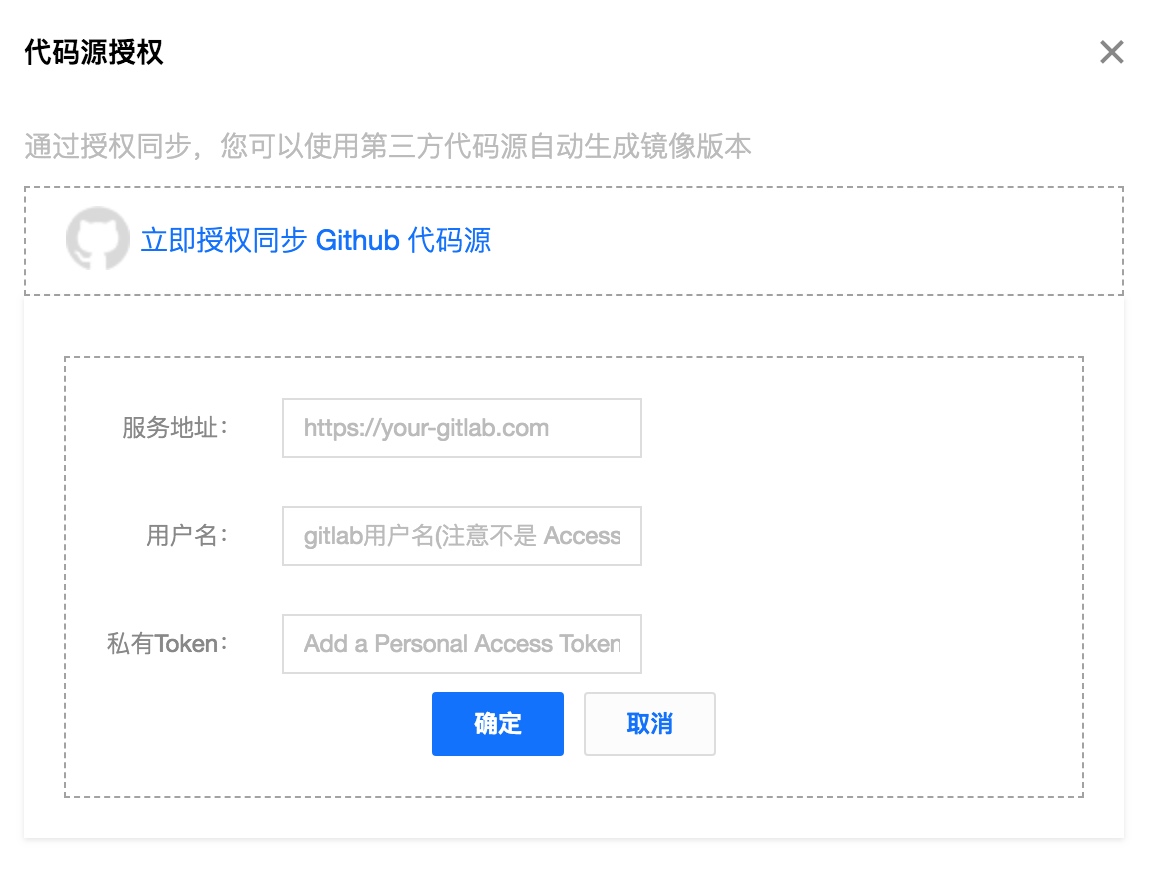 代码源授权
通过授权同步，您可以使用第三方代码源自动生成镜像版本
立即授权同步 Github 代码源
服务地址： https://your-gitlab.com
用户名： gitlab用户名(注意不是 Access
私有Token： Add a Personal Access Token
确定 取消